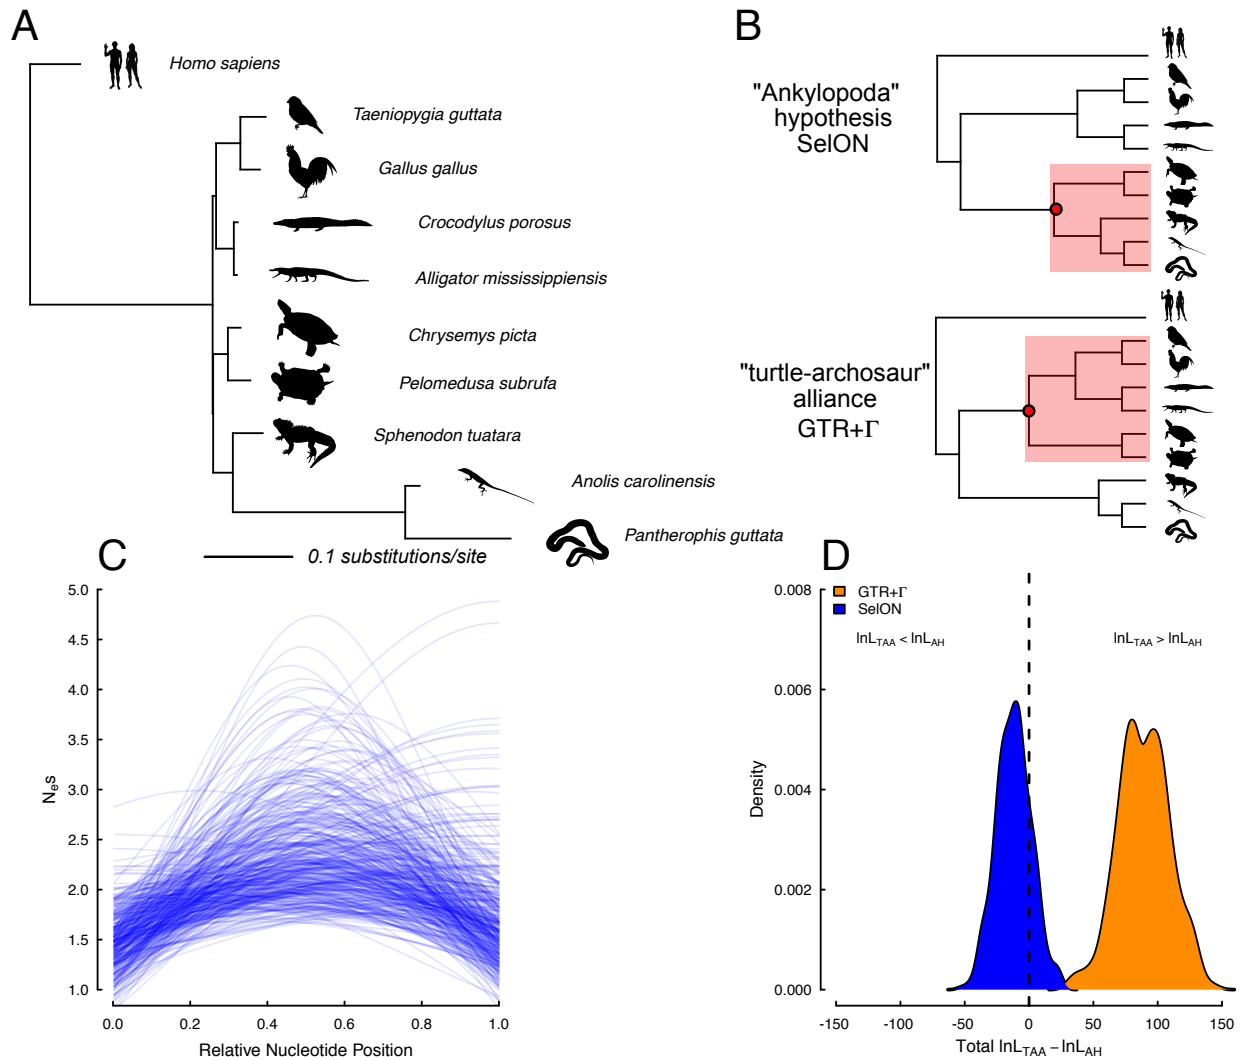 A
Homo sapiens
Taeniopygia guttata
Gallus gallus
Crocodylus porosus
Alligator mississippiensis
Chrysemys picta
Pelomedusa subrufa
Sphenodon tuatara
Anolis carolinensis
Pantherophis guttata
0.1 substitutions/site
B
"Ankylopoda"
hypothesis
SelON
"turtle-archosaur"
alliance
GTR+Γ
C
5.0
4.5
4.0
3.5
3.0
2.5
2.0
1.5
1.0
Nes
0.0 0.2 0.4 0.6 0.8 1.0
Relative Nucleotide Position
D
GTR+Γ
SelON
lnLTAA < lnLAH
lnLTAA > lnLAH
0.008
0.006
0.004
0.002
0.000
Density
-150 -100 -50 0 50 100 150
Total lnLTAA − lnLAH